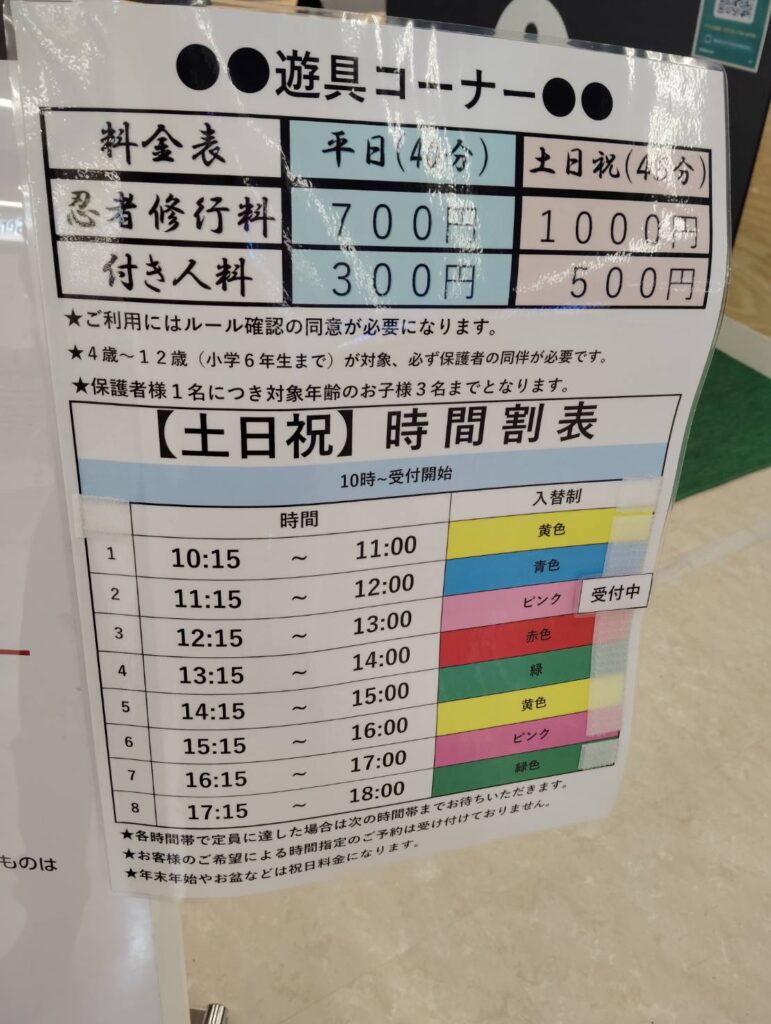 ●●遊具コーナー●●
料金表 平日(45分) 土日祝(45分)
忍者修行料 700円 1000円
付き人料 300円 500円
★ご利用にはルール確認の同意が必要になります。
★4歳～12歳（小学6年生まで）が対象、必ず保護者の同伴が必要です。
★保護者様1名につき対象年齢のお子様3名までとなります。
【土日祝】時間割表
10時~受付開始
時間 入替制
1 10:15 ～ 11:00 黄色
2 11:15 ～ 12:00 青色
3 12:15 ～ 13:00 ピンク 受付中
4 13:15 ～ 14:00 赤色
5 14:15 ～ 15:00 緑
6 15:15 ～ 16:00 黄色
7 16:15 ～ 17:00 ピンク
8 17:15 ～ 18:00 緑色
★各時間帯で定員に達した場合は次の時間帯までお待ちいただきます。
★お客様のご希望による時間指定のご予約は受け付けておりません。
★年末年始やお盆などは祝日料金になります。
ものは